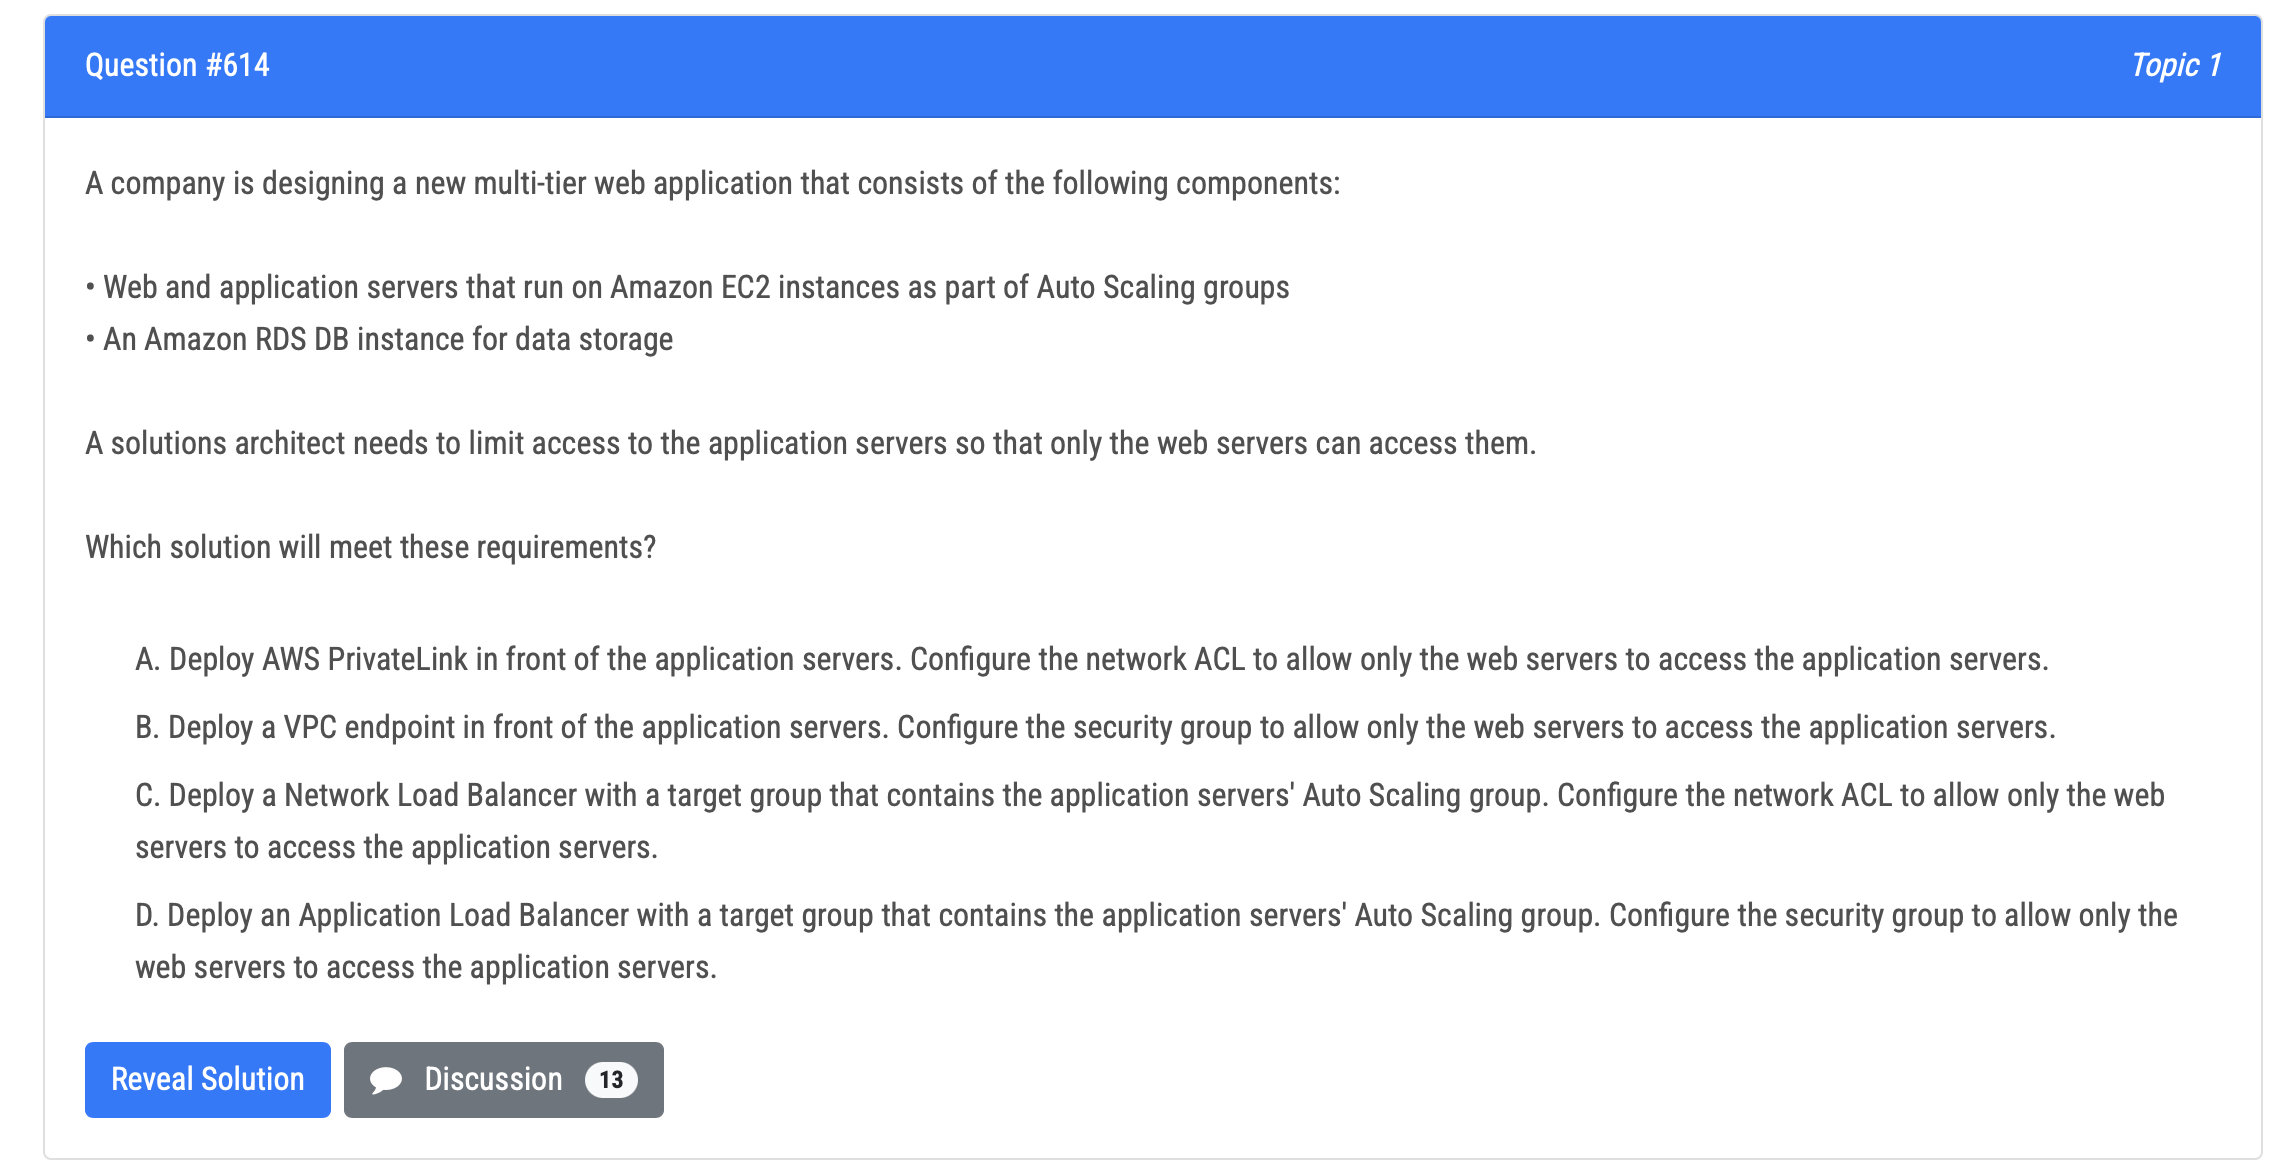 Question #614
Topic 1
A company is designing a new multi-tier web application that consists of the following components:
• Web and application servers that run on Amazon EC2 instances as part of Auto Scaling groups
• An Amazon RDS DB instance for data storage
A solutions architect needs to limit access to the application servers so that only the web servers can access them.
Which solution will meet these requirements?
A. Deploy AWS PrivateLink in front of the application servers. Configure the network ACL to allow only the web servers to access the application servers.
B. Deploy a VPC endpoint in front of the application servers. Configure the security group to allow only the web servers to access the application servers.
C. Deploy a Network Load Balancer with a target group that contains the application servers' Auto Scaling group. Configure the network ACL to allow only the web
servers to access the application servers.
D. Deploy an Application Load Balancer with a target group that contains the application servers' Auto Scaling group. Configure the security group to allow only the
web servers to access the application servers.
Reveal Solution
Discussion 13